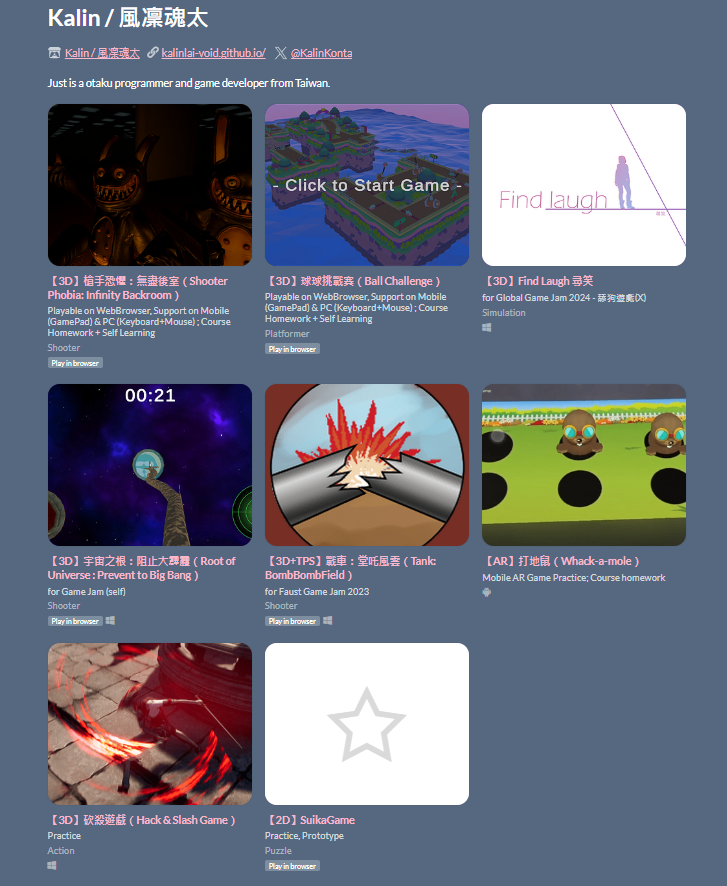 Kalin / 風凜魂太
Kalin / 風凜魂太 kalinlai-void.github.io/ @KalinKonta
Just is a otaku programmer and game developer from Taiwan.
- Click to Start Game -
Find laugh
【3D】槍手恐懼：無盡後室（Shooter
Phobia: Infinity Backroom）
Playable on WebBrowser, Support on Mobile
(GamePad) & PC (Keyboard+Mouse) ; Course
Homework + Self Learning
Shooter
Play in browser
【3D】球球挑戰賓（Ball Challenge）
Playable on WebBrowser, Support on Mobile
(GamePad) & PC (Keyboard+Mouse) ; Course
Homework + Self Learning
Platformer
Play in browser
【3D】Find Laugh 尋笑
for Global Game Jam 2024 - 舔狗遊戲(X)
Simulation
00:21
【3D】宇宙之根：阻止大霹靂（Root of
Universe : Prevent to Big Bang）
for Game Jam (self)
Shooter
Play in browser
【3D+TPS】戰車：堂吒風雲（Tank:
BombBombField）
for Faust Game Jam 2023
Shooter
Play in browser
【AR】打地鼠（Whack-a-mole）
Mobile AR Game Practice; Course homework
【3D】砍殺遊戲（Hack & Slash Game）
Practice
Action
【2D】SuikaGame
Practice, Prototype
Puzzle
Play in browser